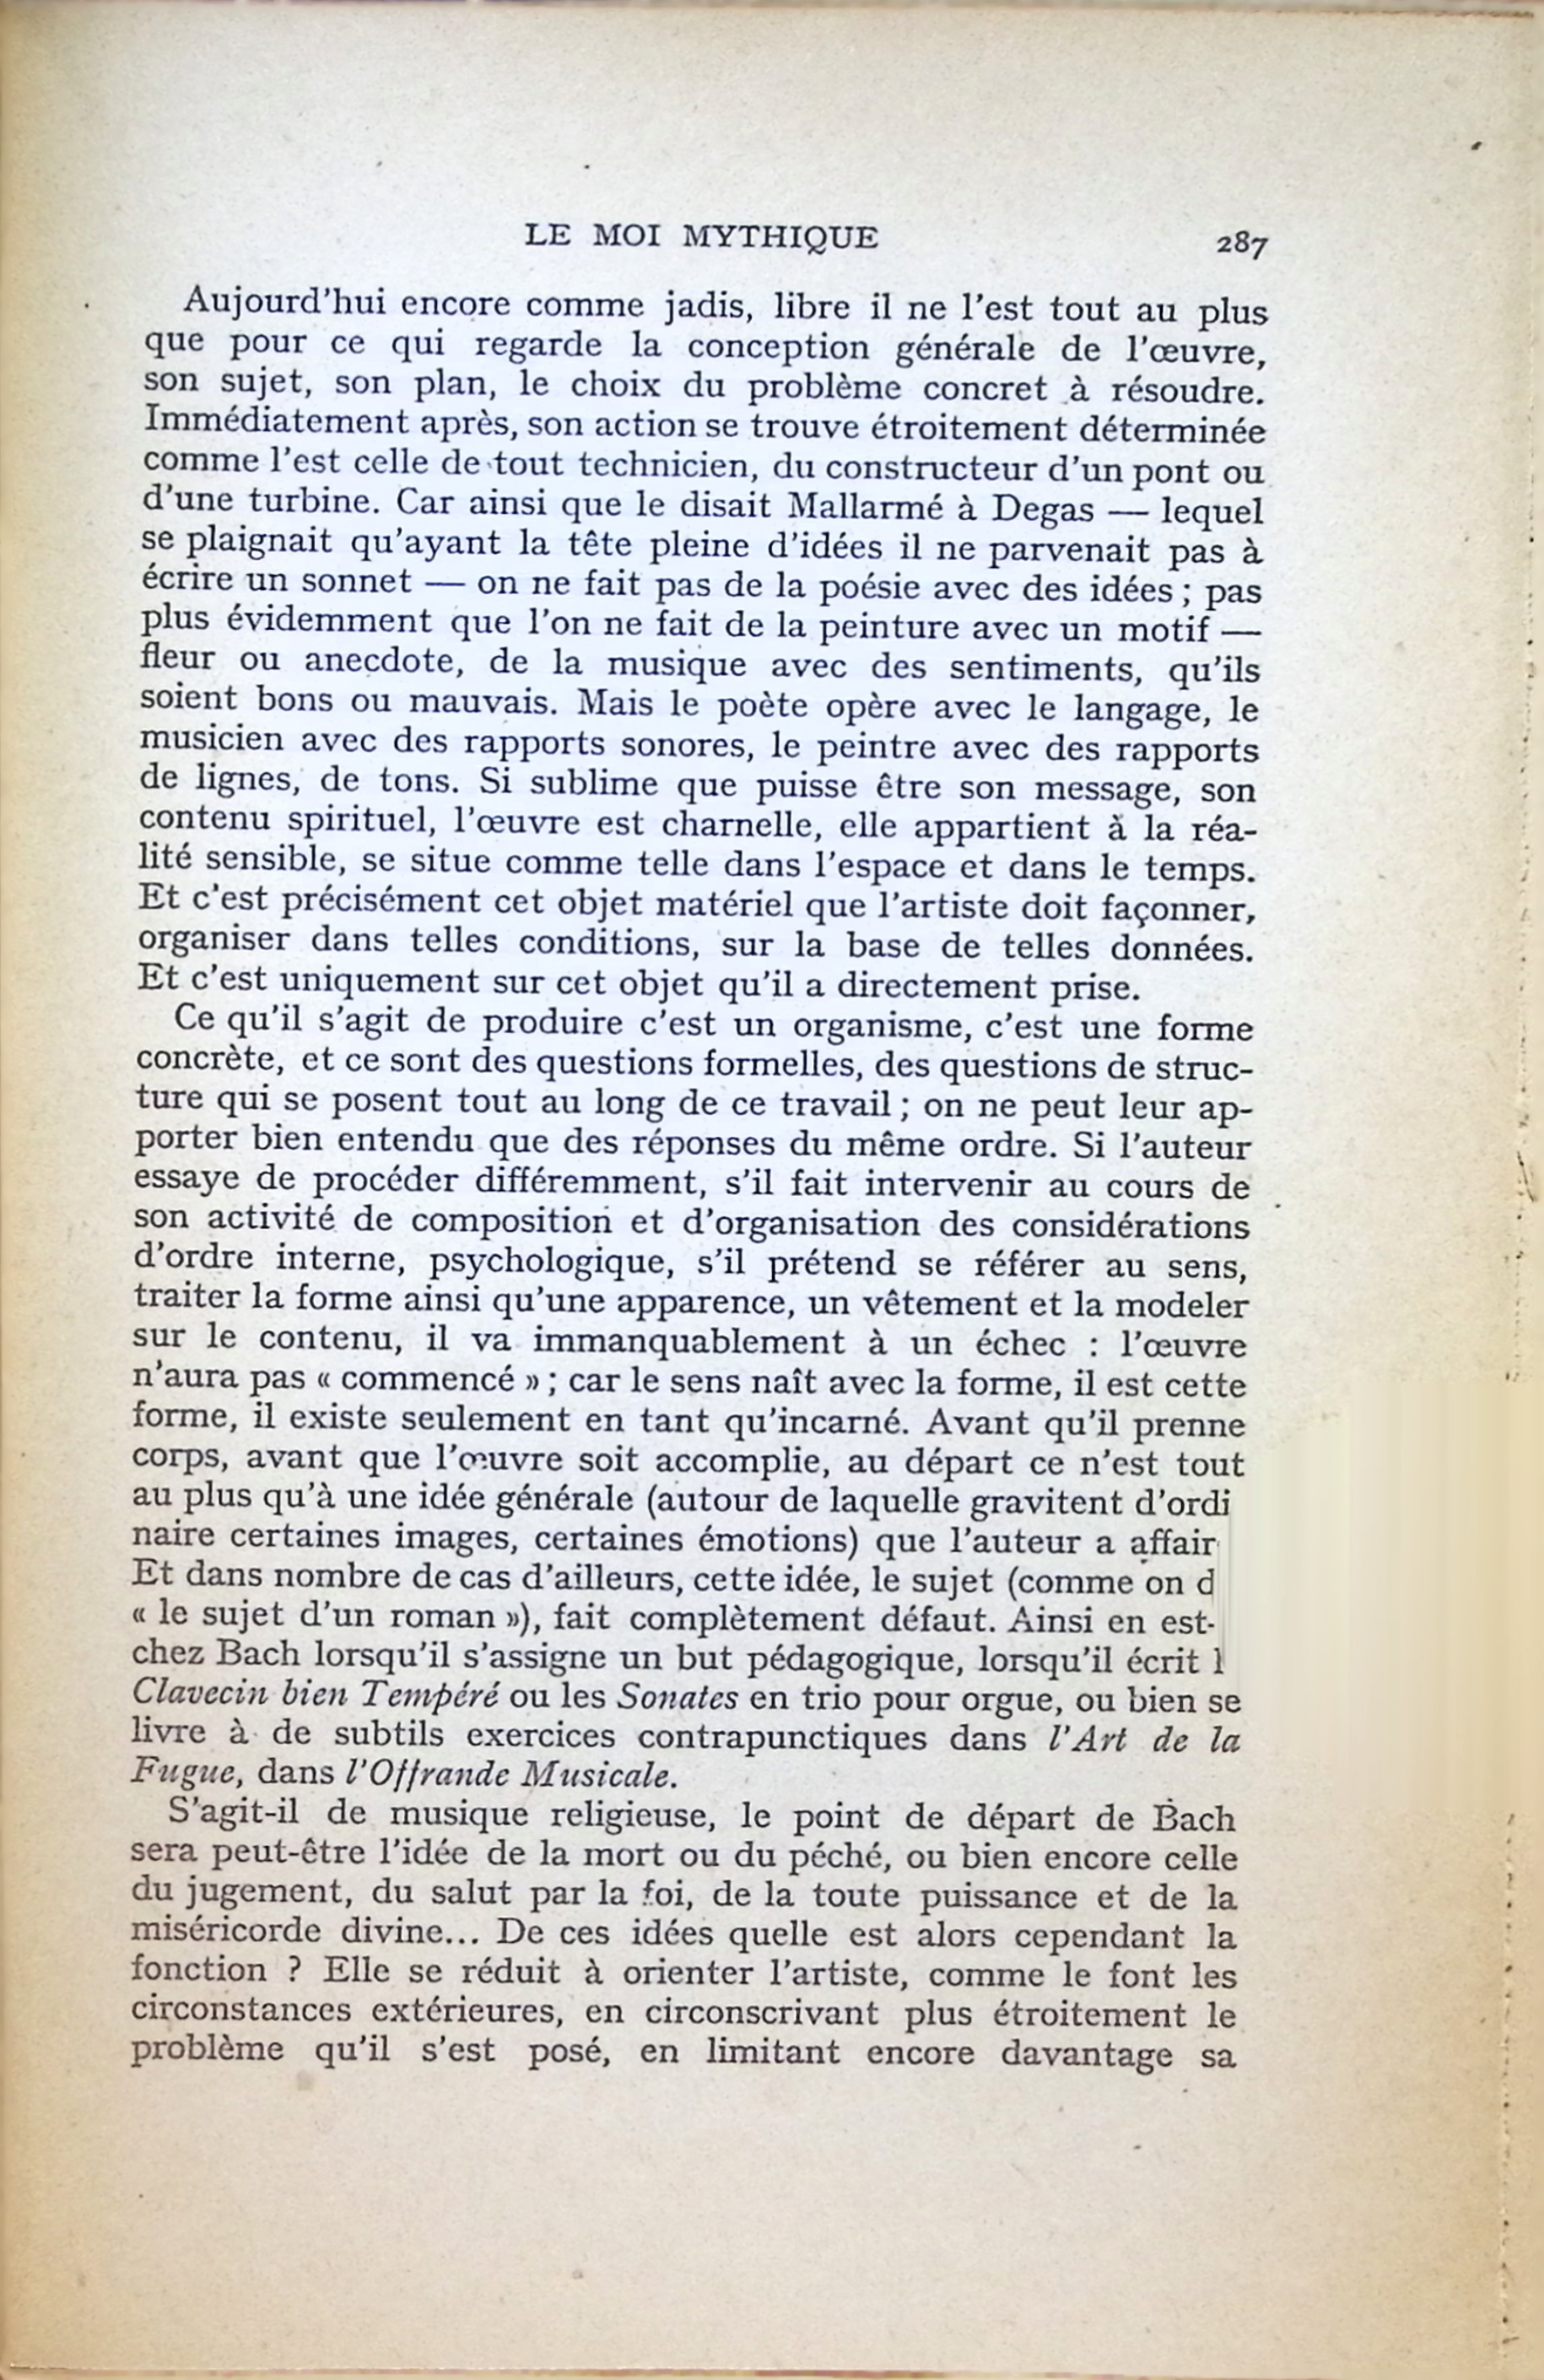 LE MOI MYTHIQUE 287
Aujourd'hui encore comme jadis, libre il ne l'est tout au plus
que pour ce qui regarde la conception générale de l'œuvre,
son sujet, son plan, le choix du problème concret à résoudre.
Immédiatement après, son action se trouve étroitement déterminée
comme l'est celle de tout technicien, du constructeur d'un pont ou
d'une turbine. Car ainsi que le disait Mallarmé à Degas — lequel
se plaignait qu'ayant la tête pleine d'idées il ne parvenait pas à
écrire un sonnet — on ne fait pas de la poésie avec des idées ; pas
plus évidemment que l'on ne fait de la peinture avec un motif —
fleur ou anecdote, de la musique avec des sentiments, qu'ils
soient bons ou mauvais. Mais le poète opère avec le langage, le
musicien avec des rapports sonores, le peintre avec des rapports
de lignes, de tons. Si sublime que puisse être son message, son
contenu spirituel, l'œuvre est charnelle, elle appartient à la réa-
lité sensible, se situe comme telle dans l'espace et dans le temps.
Et c'est précisément cet objet matériel que l'artiste doit façonner,
organiser dans telles conditions, sur la base de telles données.
Et c'est uniquement sur cet objet qu'il a directement prise.
Ce qu'il s'agit de produire c'est un organisme, c'est une forme
concrète, et ce sont des questions formelles, des questions de struc-
ture qui se posent tout au long de ce travail ; on ne peut leur ap-
porter bien entendu que des réponses du même ordre. Si l'auteur
essaye de procéder différemment, s'il fait intervenir au cours de
son activité de composition et d'organisation des considérations
d'ordre interne, psychologique, s'il prétend se référer au sens,
traiter la forme ainsi qu'une apparence, un vêtement et la modeler
sur le contenu, il va immanquablement à un échec : l'œuvre
n'aura pas « commencé » ; car le sens naît avec la forme, il est cette
forme, il existe seulement en tant qu'incarné. Avant qu'il prenne
corps, avant que l'œuvre soit accomplie, au départ ce n'est tout
au plus qu'à une idée générale (autour de laquelle gravitent d'ordi
naire certaines images, certaines émotions) que l'auteur a affair
Et dans nombre de cas d'ailleurs, cette idée, le sujet (comme on d
« le sujet d'un roman »), fait complètement défaut. Ainsi en est-
chez Bach lorsqu'il s'assigne un but pédagogique, lorsqu'il écrit l
Clavecin bien Tempéré ou les Sonates en trio pour orgue, ou bien se
livre à de subtils exercices contrapunctiques dans l'Art de la
Fugue, dans l'Offrande Musicale.
S'agit-il de musique religieuse, le point de départ de Bach
sera peut-être l'idée de la mort ou du péché, ou bien encore celle
du jugement, du salut par la foi, de la toute puissance et de la
miséricorde divine... De ces idées quelle est alors cependant la
fonction ? Elle se réduit à orienter l'artiste, comme le font les
circonstances extérieures, en circonscrivant plus étroitement le
problème qu'il s'est posé, en limitant encore davantage sa